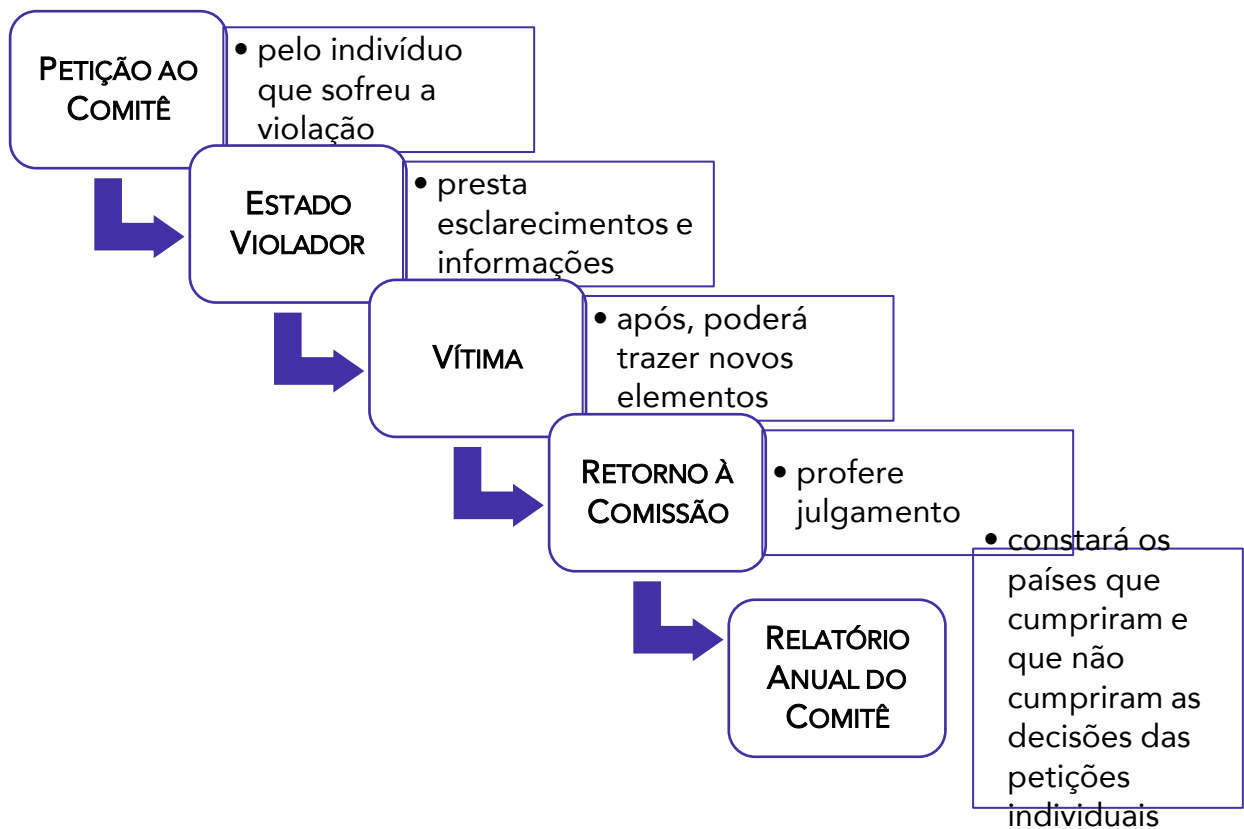 PETIÇÃO AO
COMITÊ
• pelo indivíduo
que sofreu a
violação
ESTADO
VIOLADOR
• presta
esclarecimentos e
informações
VÍTIMA
• após, poderá
trazer novos
elementos
RETORNO À
COMISSÃO
• profere
julgamento
RELATÓRIO
ANUAL DO
COMITÊ
• constará os
países que
cumpriram e
que não
cumpriram as
decisões das
petições
individuais